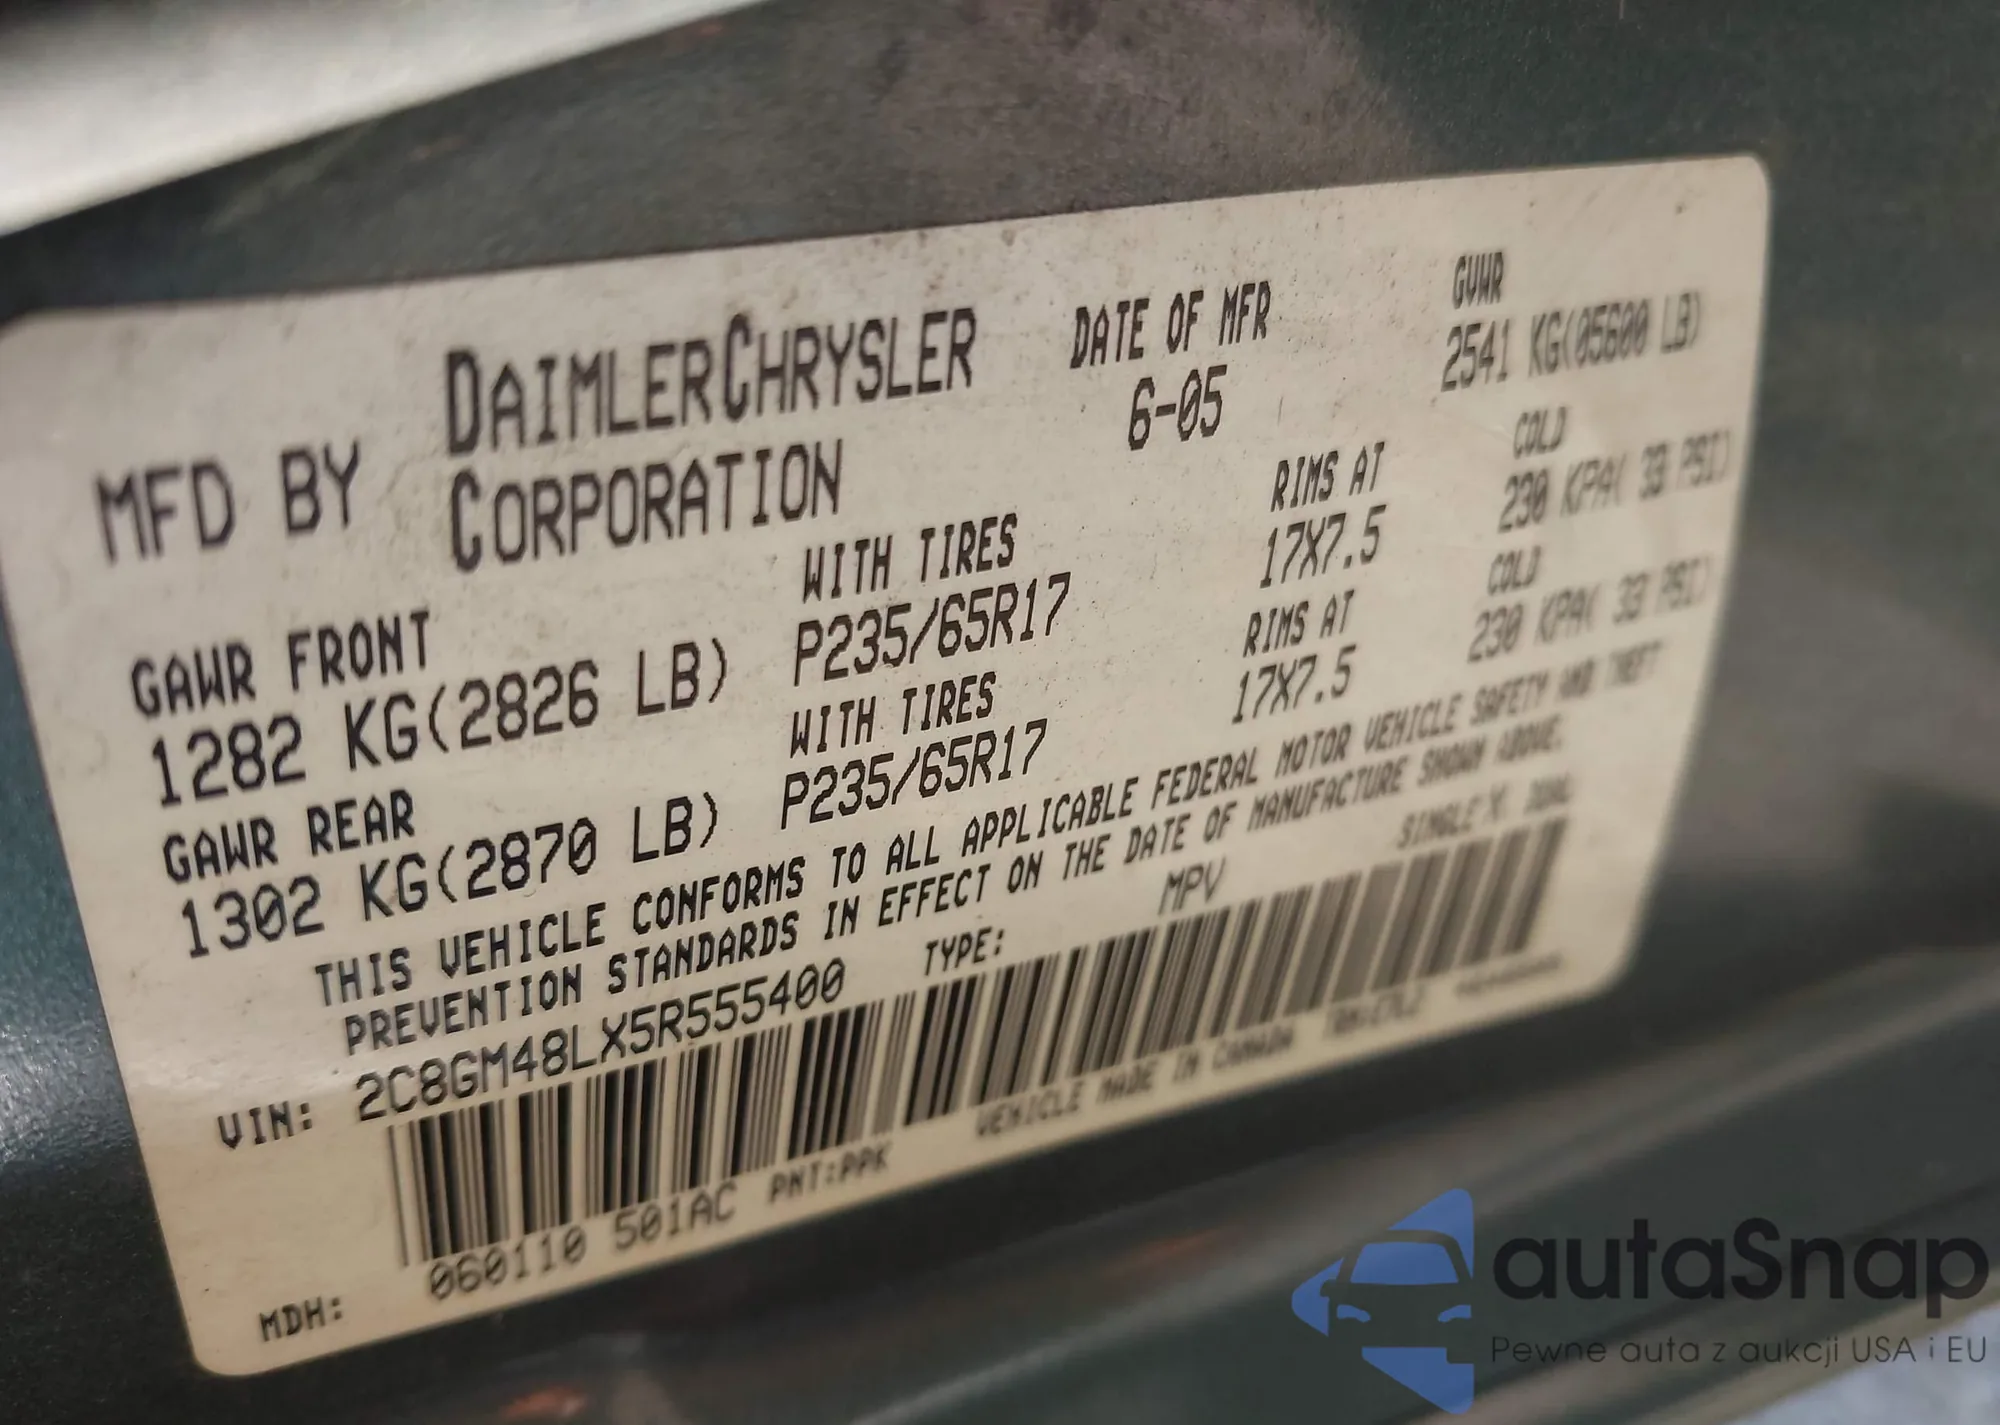 MFD BY DAIMLERCHRYSLER CORPORATION
DATE OF MFR
6-05
GVWR
2541 KG(05600 LB)
GAWR FRONT
1282 KG(2826 LB)
WITH TIRES
P235/65R17
RIMS AT
17X7.5
COLD
230 KPA( 33 PSI)
GAWR REAR
1302 KG(2870 LB)
WITH TIRES
P235/65R17
RIMS AT
17X7.5
COLD
230 KPA( 33 PSI)
THIS VEHICLE CONFORMS TO ALL APPLICABLE FEDERAL MOTOR VEHICLE SAFETY AND THEFT
PREVENTION STANDARDS IN EFFECT ON THE DATE OF MANUFACTURE SHOWN ABOVE.
VIN: 2C8GM48LX5R555400
TYPE: MPV
SINGLE X DUAL
MDH: 060110 501AC PNT:PPK
VEHICLE MADE IN CANADA
autaSnap
Pewne auta z aukcji USA i EU